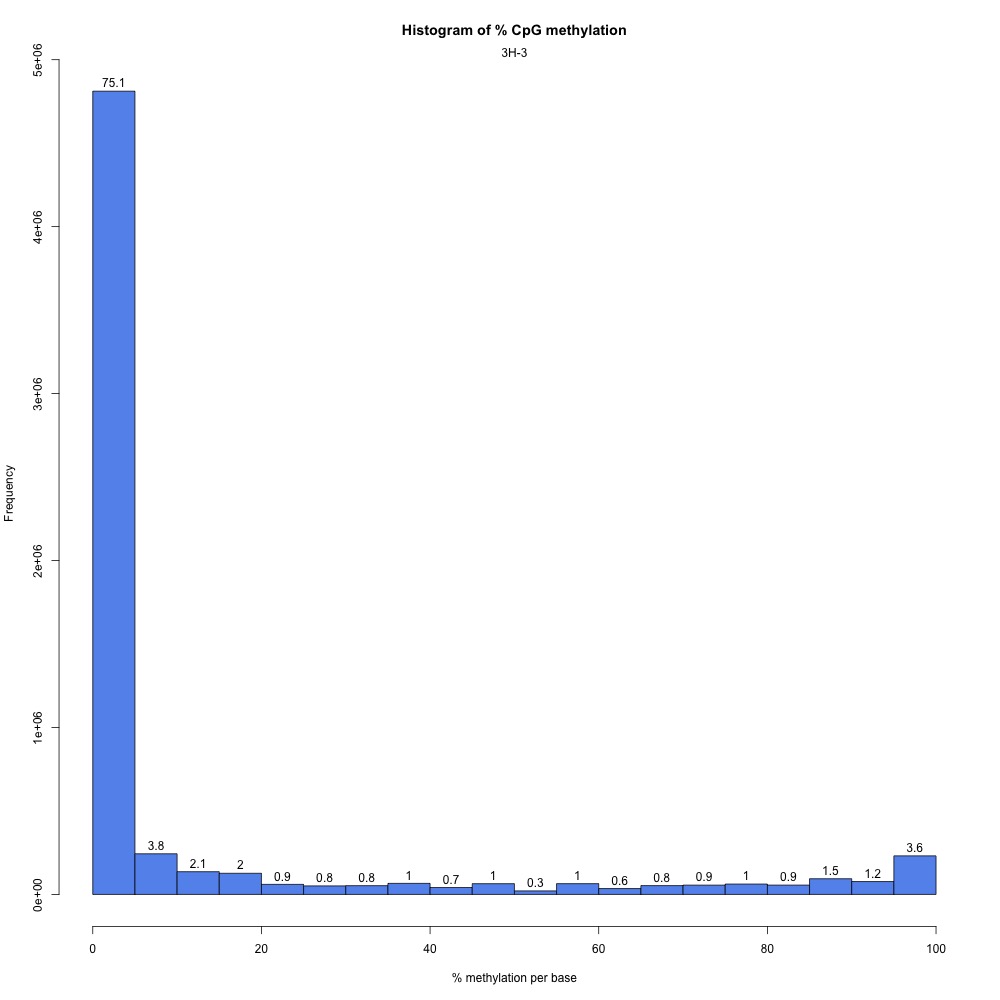 Histogram of % CpG methylation
3H-3
5e+06
4e+06
3e+06
2e+06
1e+06
0e+00
Frequency
75.1
3.8
2.1
2
0.9
0.8
0.8
1
0.7
1
0.3
1
0.6
0.8
0.9
1
0.9
1.5
1.2
3.6
0 20 40 60 80 100
% methylation per base